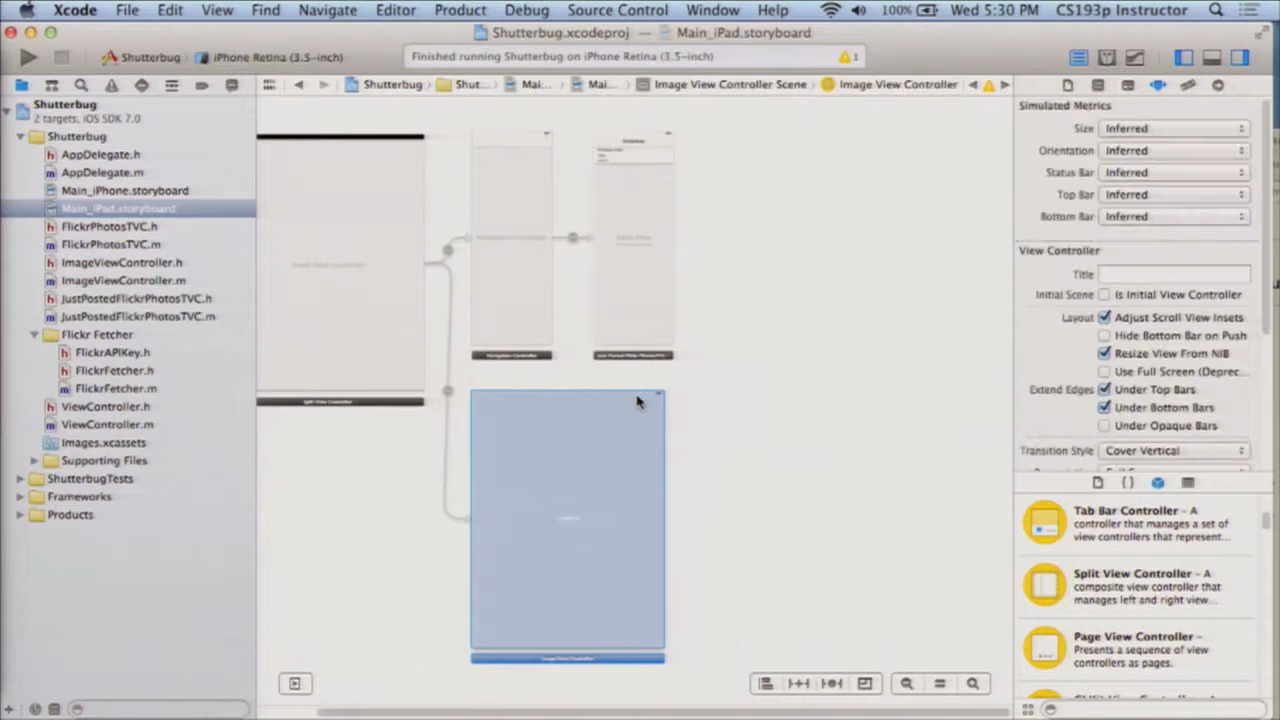 Xcode File Edit View Find Navigate Editor Product Debug Source Control Window Help 100% Wed 5:30 PM CS193p Instructor
Shutterbug.xcodeproj — Main_iPad.storyboard
Shutterbug iPhone Retina (3.5-inch) Finished running Shutterbug on iPhone Retina (3.5-inch) 1
Shutterbug Shut... Mai... Mai... Image View Controller Scene Image View Controller
Shutterbug
2 targets, iOS SDK 7.0
Shutterbug
AppDelegate.h
AppDelegate.m
Main_iPhone.storyboard
Main_iPad.storyboard
FlickrPhotosTVC.h
FlickrPhotosTVC.m
ImageViewController.h
ImageViewController.m
JustPostedFlickrPhotosTVC.h
JustPostedFlickrPhotosTVC.m
Flickr Fetcher
FlickrAPIKey.h
FlickrFetcher.h
FlickrFetcher.m
ViewController.h
ViewController.m
Images.xcassets
Supporting Files
ShutterbugTests
Frameworks
Products
Split View Controller
Navigation Controller
Image View Controller
Simulated Metrics
Size Inferred
Orientation Inferred
Status Bar Inferred
Top Bar Inferred
Bottom Bar Inferred
View Controller
Title
Initial Scene Is Initial View Controller
Layout Adjust Scroll View Insets
Hide Bottom Bar on Push
Resize View From NIB
Use Full Screen (Deprec...
Extend Edges Under Top Bars
Under Bottom Bars
Under Opaque Bars
Transition Style Cover Vertical
Tab Bar Controller - A
controller that manages a set of
view controllers that represent...
Split View Controller - A
composite view controller that
manages left and right view...
Page View Controller -
Presents a sequence of view
controllers as pages.